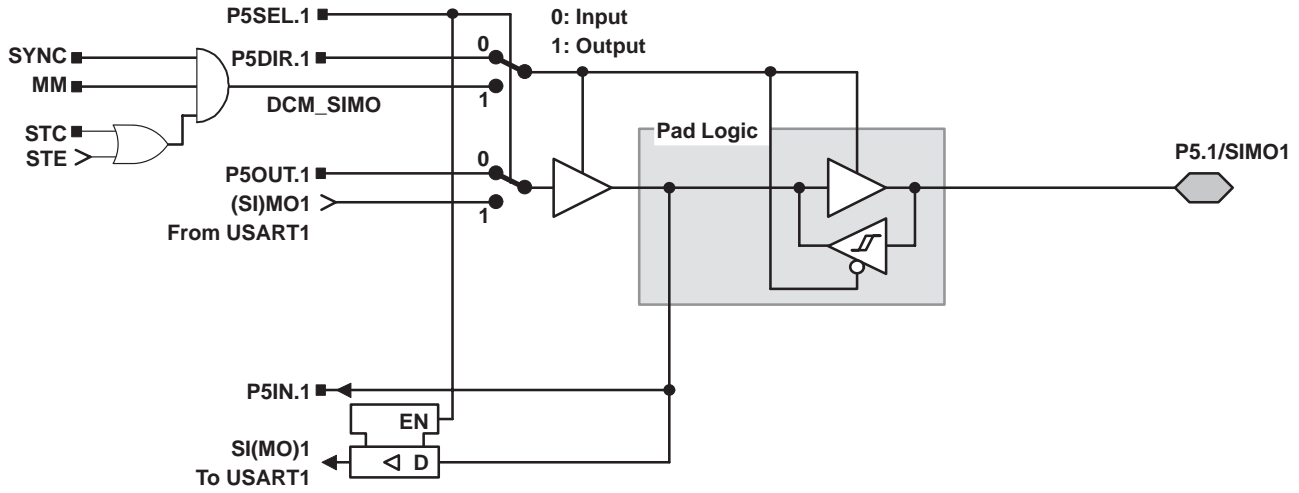 P5SEL.1
0: Input
1: Output
SYNC
P5DIR.1
0
MM
1
DCM_SIMO
STC
STE
Pad Logic
P5.1/SIMO1
P5OUT.1
0
(SI)MO1
1
From USART1
P5IN.1
EN
SI(MO)1
D
To USART1